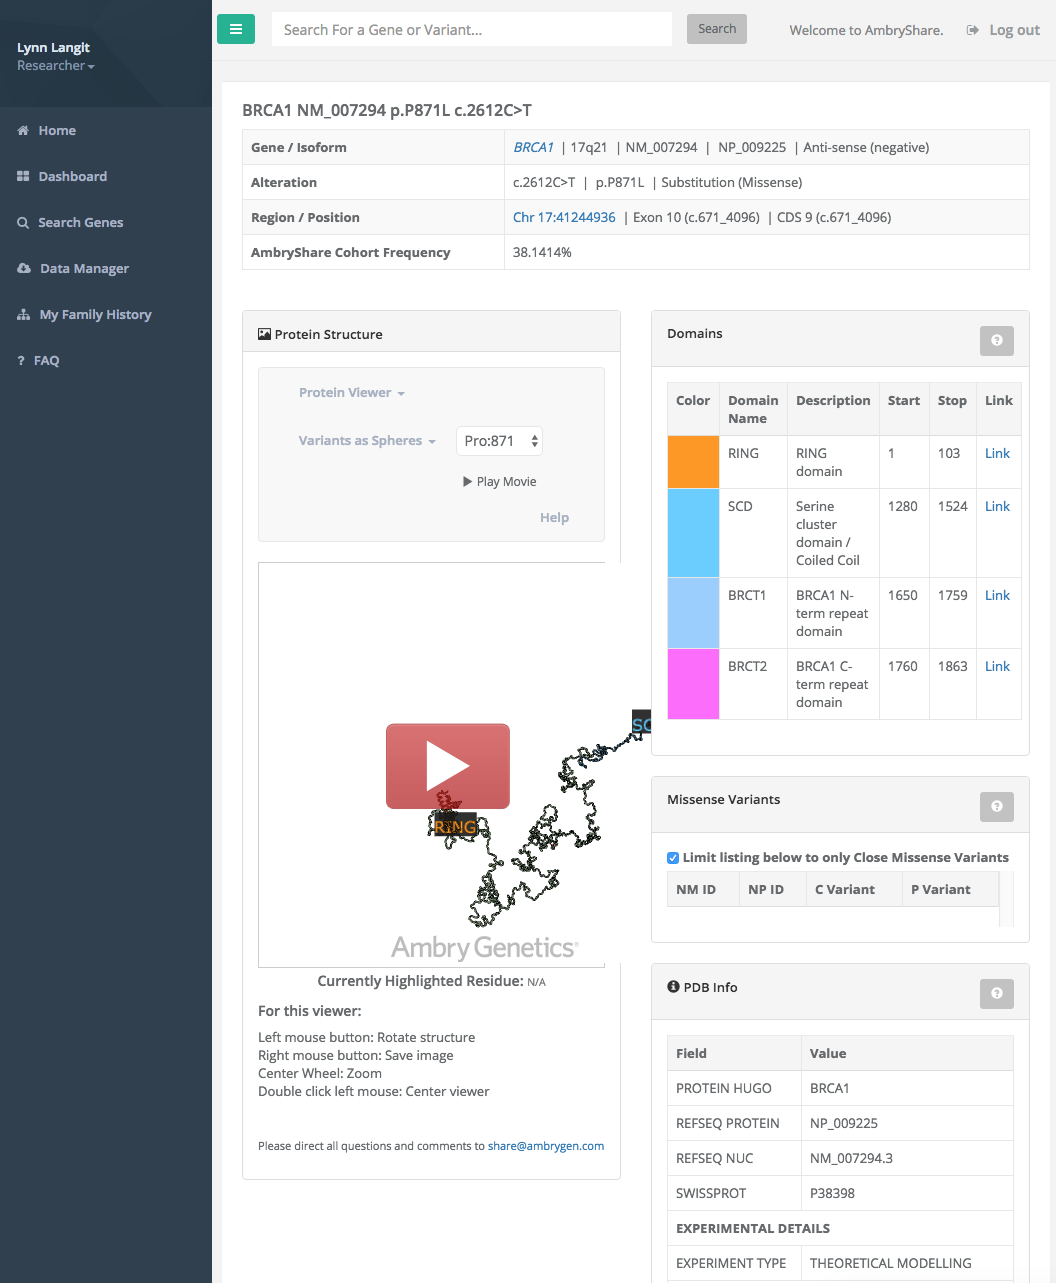 Lynn Langit
Researcher
Home
Dashboard
Search Genes
Data Manager
My Family History
? FAQ
Search For a Gene or Variant...
Search
Welcome to AmbryShare.
Log out
BRCA1 NM_007294 p.P871L c.2612C>T
Gene / Isoform BRCA1 | 17q21 | NM_007294 | NP_009225 | Anti-sense (negative)
Alteration c.2612C>T | p.P871L | Substitution (Missense)
Region / Position Chr 17:41244936 | Exon 10 (c.671_4096) | CDS 9 (c.671_4096)
AmbryShare Cohort Frequency 38.1414%
Protein Structure
Protein Viewer
Variants as Spheres Pro:871
Play Movie
Help
SC
RING
Ambry Genetics
Currently Highlighted Residue: N/A
For this viewer:
Left mouse button: Rotate structure
Right mouse button: Save image
Center Wheel: Zoom
Double click left mouse: Center viewer
Please direct all questions and comments to share@ambrygen.com
Domains
?
Color Domain Description Start Stop Link
Name
RING RING 1 103 Link
domain
SCD Serine 1280 1524 Link
cluster
domain /
Coiled Coil
BRCT1 BRCA1 N- 1650 1759 Link
term repeat
domain
BRCT2 BRCA1 C- 1760 1863 Link
term repeat
domain
Missense Variants
?
Limit listing below to only Close Missense Variants
NM ID NP ID C Variant P Variant
PDB Info
?
Field Value
PROTEIN HUGO BRCA1
REFSEQ PROTEIN NP_009225
REFSEQ NUC NM_007294.3
SWISSPROT P38398
EXPERIMENTAL DETAILS
EXPERIMENT TYPE THEORETICAL MODELLING